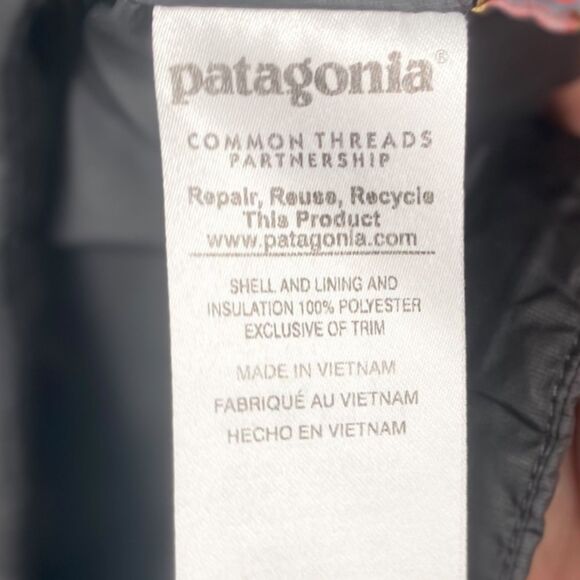 patagonia®
COMMON THREADS
PARTNERSHIP
Repair, Reuse, Recycle
This Product
www.patagonia.com
SHELL AND LINING AND
INSULATION 100% POLYESTER
EXCLUSIVE OF TRIM
MADE IN VIETNAM
FABRIQUÉ AU VIETNAM
HECHO EN VIETNAM